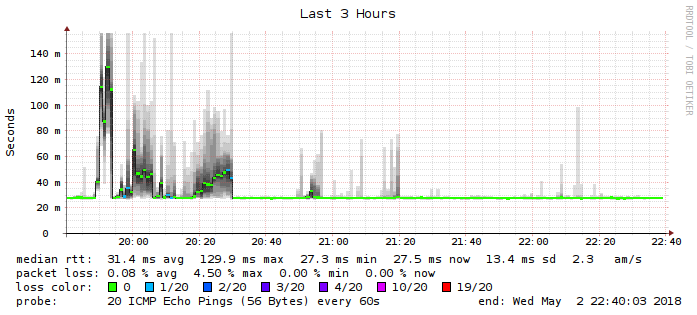 Last 3 Hours
RRDTOOL / TOBI OETIKER
Seconds
140 m
120 m
100 m
80 m
60 m
40 m
20 m
0
20:00 20:20 20:40 21:00 21:20 21:40 22:00 22:20 22:40
median rtt: 31.4 ms avg 129.9 ms max 27.3 ms min 27.5 ms now 13.4 ms sd 2.3 am/s
packet loss: 0.08 % avg 4.50 % max 0.00 % min 0.00 % now
loss color: 0 1/20 2/20 3/20 4/20 10/20 19/20
probe: 20 ICMP Echo Pings (56 Bytes) every 60s end: Wed May 2 22:40:03 2018